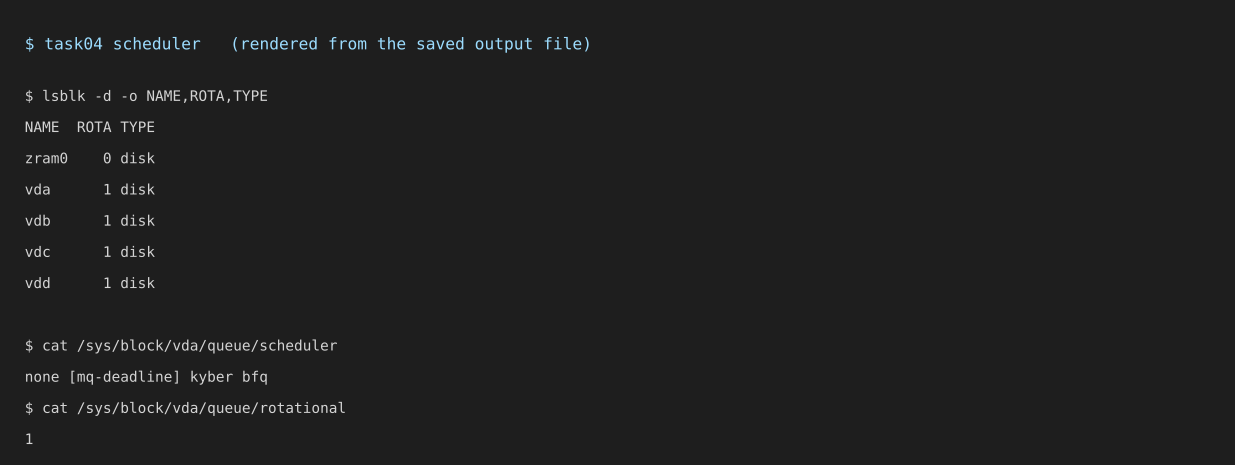 $ task04 scheduler   (rendered from the saved output file)
$ lsblk -d -o NAME,ROTA,TYPE
NAME  ROTA TYPE
zram0    0 disk
vda      1 disk
vdb      1 disk
vdc      1 disk
vdd      1 disk
$ cat /sys/block/vda/queue/scheduler
none [mq-deadline] kyber bfq
$ cat /sys/block/vda/queue/rotational
1